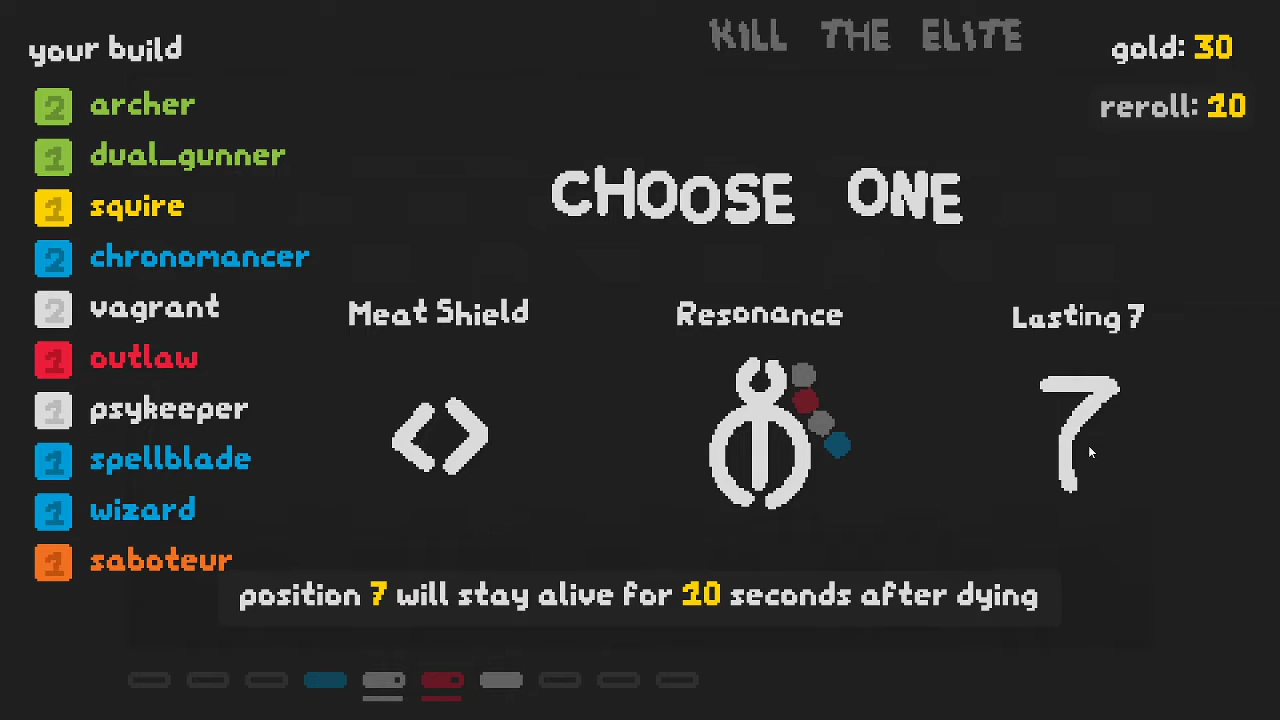 your build
KILL THE ELITE
gold: 30
reroll: 10
2 archer
1 dual_gunner
1 squire
2 chronomancer
2 vagrant
1 outlaw
1 psykeeper
1 spellblade
1 wizard
1 saboteur
CHOOSE ONE
Meat Shield
Resonance
Lasting 7
7
position 7 will stay alive for 10 seconds after dying